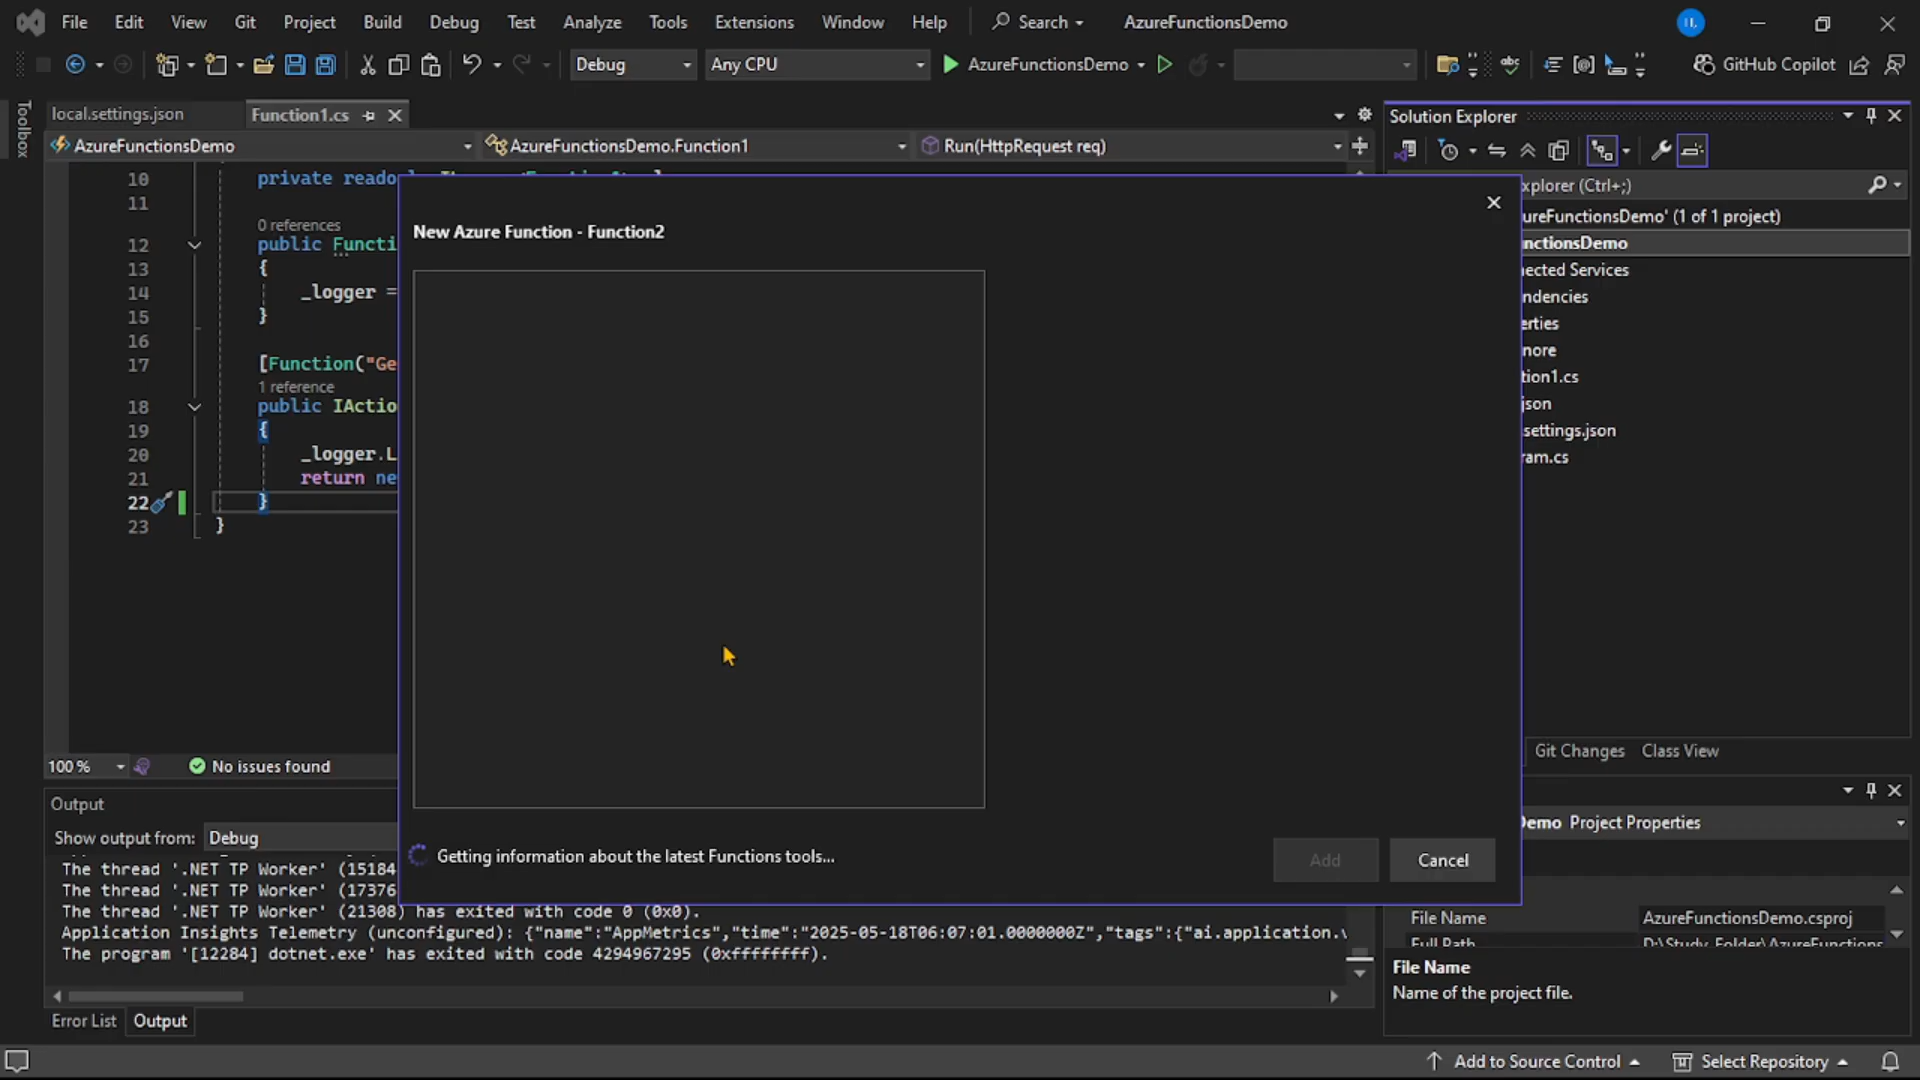 File Edit View Git Project Build Debug Test Analyze Tools Extensions Window Help Search AzureFunctionsDemo
Debug Any CPU AzureFunctionsDemo GitHub Copilot
Toolbox
local.settings.json Function1.cs
AzureFunctionsDemo AzureFunctionsDemo.Function1 Run(HttpRequest req)
10 private reado
11
0 references
12 public Functi
13 {
14 _logger =
15 }
16
17 [Function("Ge
1 reference
18 public IActio
19 {
20 _logger.L
21 return ne
22 }
23 }
100 % No issues found
New Azure Function - Function2
Getting information about the latest Functions tools...
Add Cancel
Solution Explorer
xplorer (Ctrl+;)
ureFunctionsDemo' (1 of 1 project)
nctionsDemo
ected Services
ndencies
erties
nore
tion1.cs
json
settings.json
ram.cs
Git Changes Class View
Output
Show output from: Debug
The thread '.NET TP Worker' (15184
The thread '.NET TP Worker' (17376
The thread '.NET TP Worker' (21308) has exited with code 0 (0x0).
Application Insights Telemetry (unconfigured): {"name":"AppMetrics","time":"2025-05-18T06:07:01.0000000Z","tags":{"ai.application.
The program '[12284] dotnet.exe' has exited with code 4294967295 (0xffffffff).
Error List Output
Demo Project Properties
File Name AzureFunctionsDemo.csproj
Full Path D:\Study_Folder\AzureFunctions
File Name
Name of the project file.
Add to Source Control Select Repository